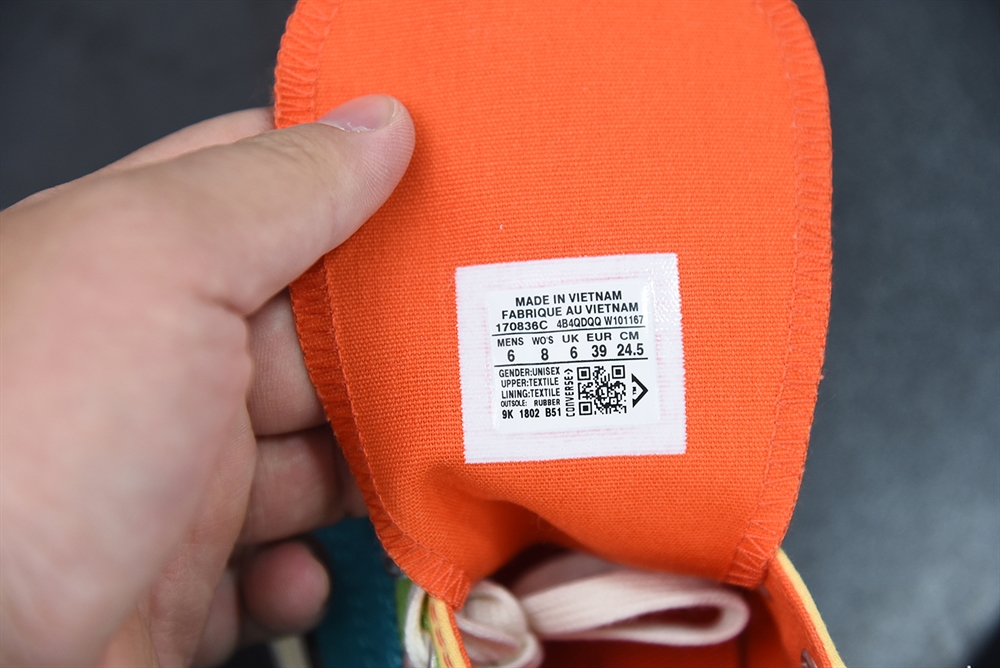 MADE IN VIETNAM
FABRIQUE AU VIETNAM
170836C 4B4QDQQ W101167
MENS WO'S UK EUR CM
6 8 6 39 24.5
GENDER:UNISEX
UPPER:TEXTILE
LINING:TEXTILE
OUTSOLE: RUBBER
9K 1802 B51
CONVERSE